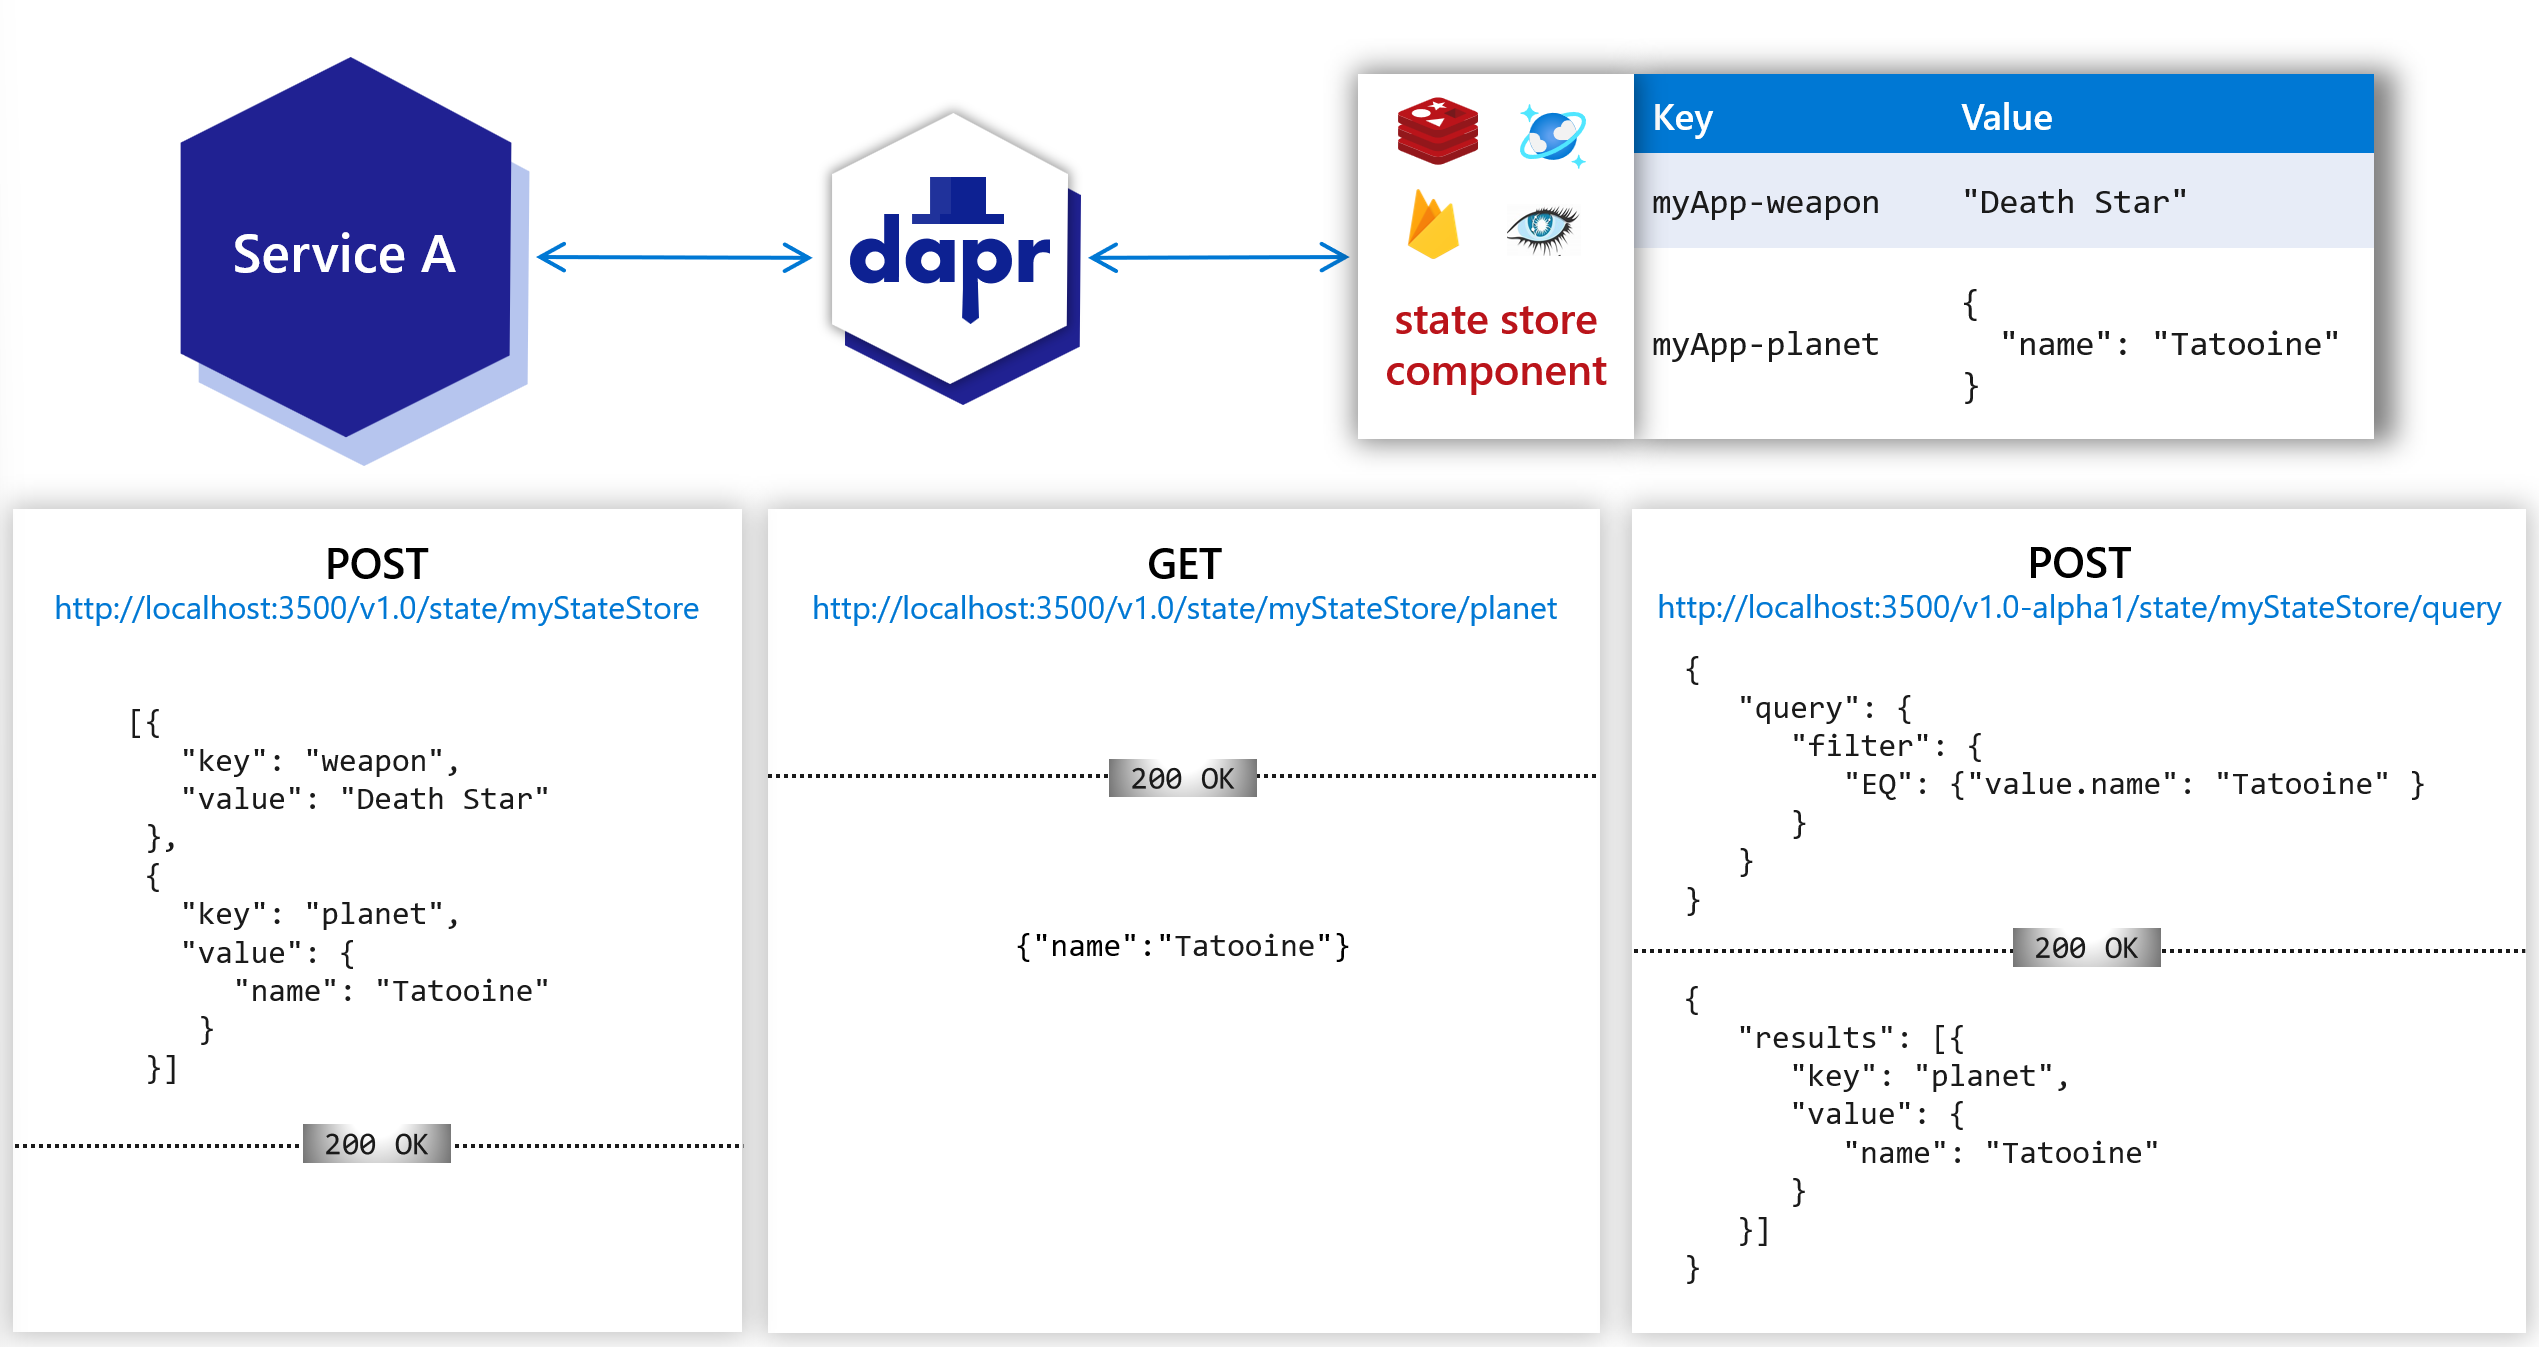 Service A
dapr
state store
component
Key Value
myApp-weapon "Death Star"
myApp-planet
{
"name": "Tatooine"
}
POST
http://localhost:3500/v1.0/state/myStateStore
[{
"key": "weapon",
"value": "Death Star"
},
{
"key": "planet",
"value": {
"name": "Tatooine"
}
}]
200 OK
GET
http://localhost:3500/v1.0/state/myStateStore/planet
200 OK
{"name":"Tatooine"}
POST
http://localhost:3500/v1.0-alpha1/state/myStateStore/query
{
"query": {
"filter": {
"EQ": {"value.name": "Tatooine" }
}
}
}
200 OK
{
"results": [{
"key": "planet",
"value": {
"name": "Tatooine"
}
}]
}